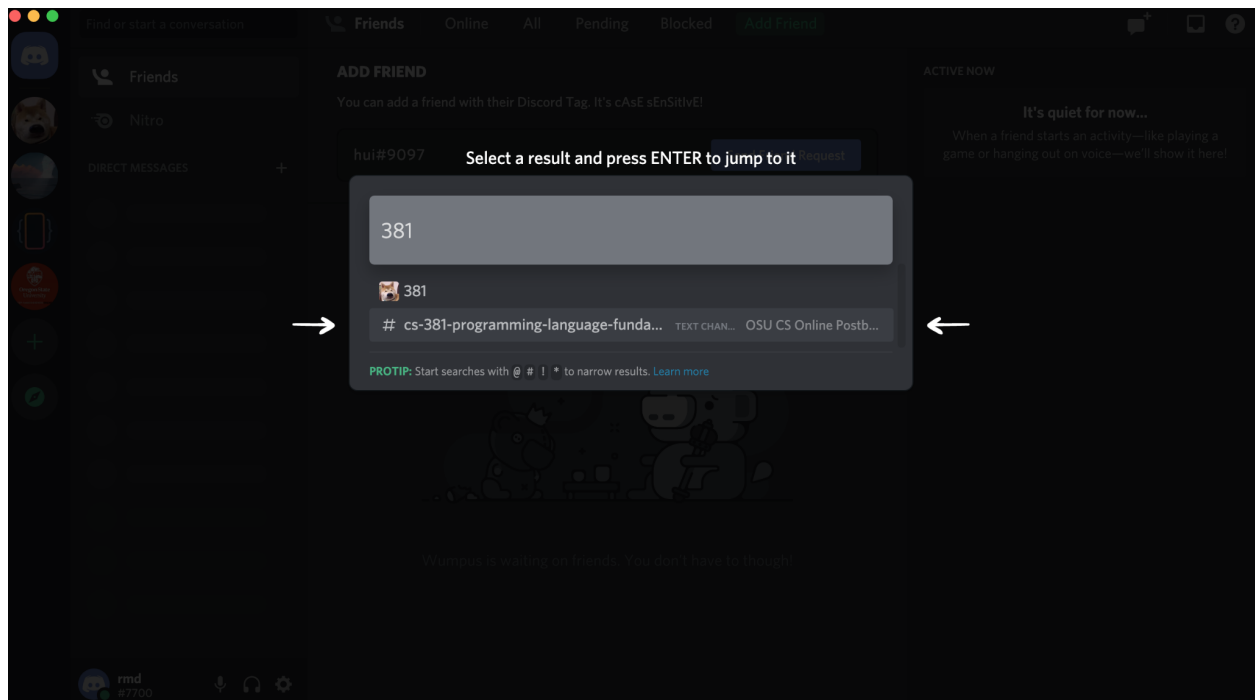 Find or start a conversation
Friends
Online
All
Pending
Blocked
Add Friend
Friends
Nitro
DIRECT MESSAGES
+
ADD FRIEND
You can add a friend with their Discord Tag. It's cAsE sEnSitIvE!
hui#9097
Request
Select a result and press ENTER to jump to it
381
381
# cs-381-programming-language-funda... TEXT CHAN... OSU CS Online Postb...
PROTIP: Start searches with @ # ! * to narrow results. Learn more
Wumpus is waiting on friends. You don't have to though!
ACTIVE NOW
It's quiet for now...
When a friend starts an activity—like playing a
game or hanging out on voice—we'll show it here!
rmd
#7700